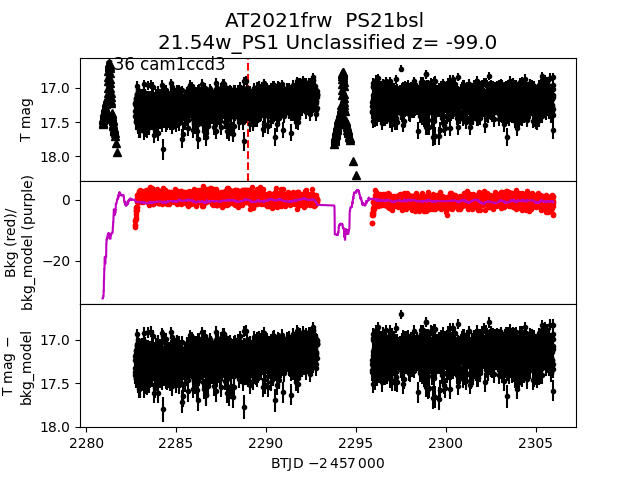 AT2021frw PS21bsl
21.54w_PS1 Unclassified z= -99.0
36 cam1ccd3
T mag
17.0
17.5
18.0
Bkg (red)/
bkg_model (purple)
0
−20
T mag −
bkg_model
17.0
17.5
18.0
2280 2285 2290 2295 2300 2305
BTJD −2 457 000